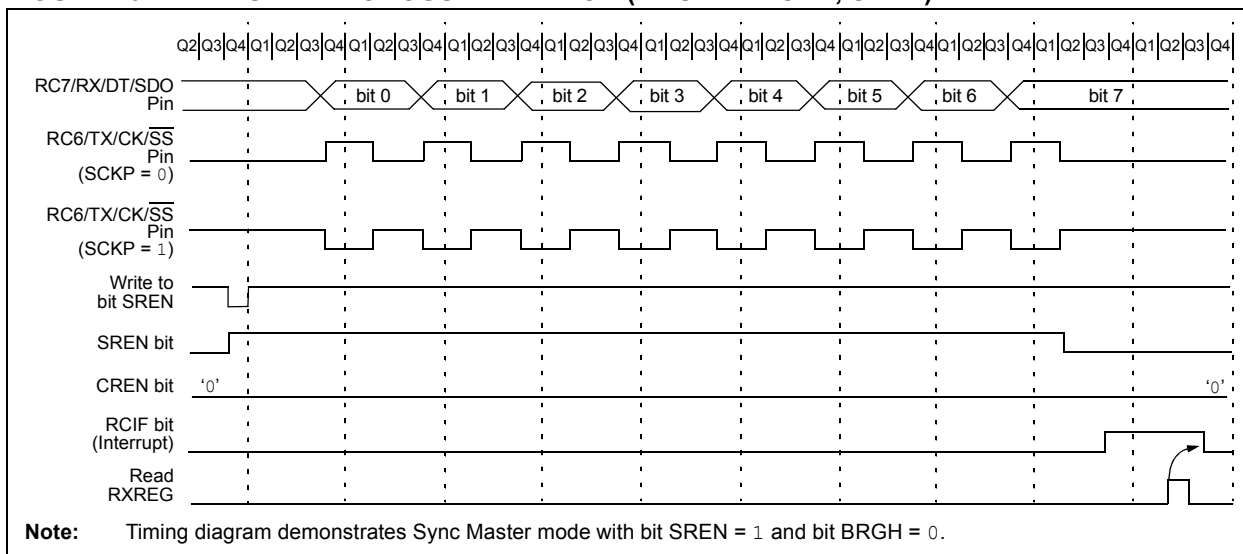 Q2 Q3 Q4 Q1 Q2 Q3 Q4 Q1 Q2 Q3 Q4 Q1 Q2 Q3 Q4 Q1 Q2 Q3 Q4 Q1 Q2 Q3 Q4 Q1 Q2 Q3 Q4 Q1 Q2 Q3 Q4 Q1 Q2 Q3 Q4 Q1 Q2 Q3 Q4 Q1 Q2 Q3 Q4
RC7/RX/DT/SDO
Pin
bit 0 bit 1 bit 2 bit 3 bit 4 bit 5 bit 6 bit 7
RC6/TX/CK/SS
Pin
(SCKP = 0)
RC6/TX/CK/SS
Pin
(SCKP = 1)
Write to
bit SREN
SREN bit
CREN bit ‘0’ ‘0’
RCIF bit
(Interrupt)
Read
RXREG
Note: Timing diagram demonstrates Sync Master mode with bit SREN = 1 and bit BRGH = 0.